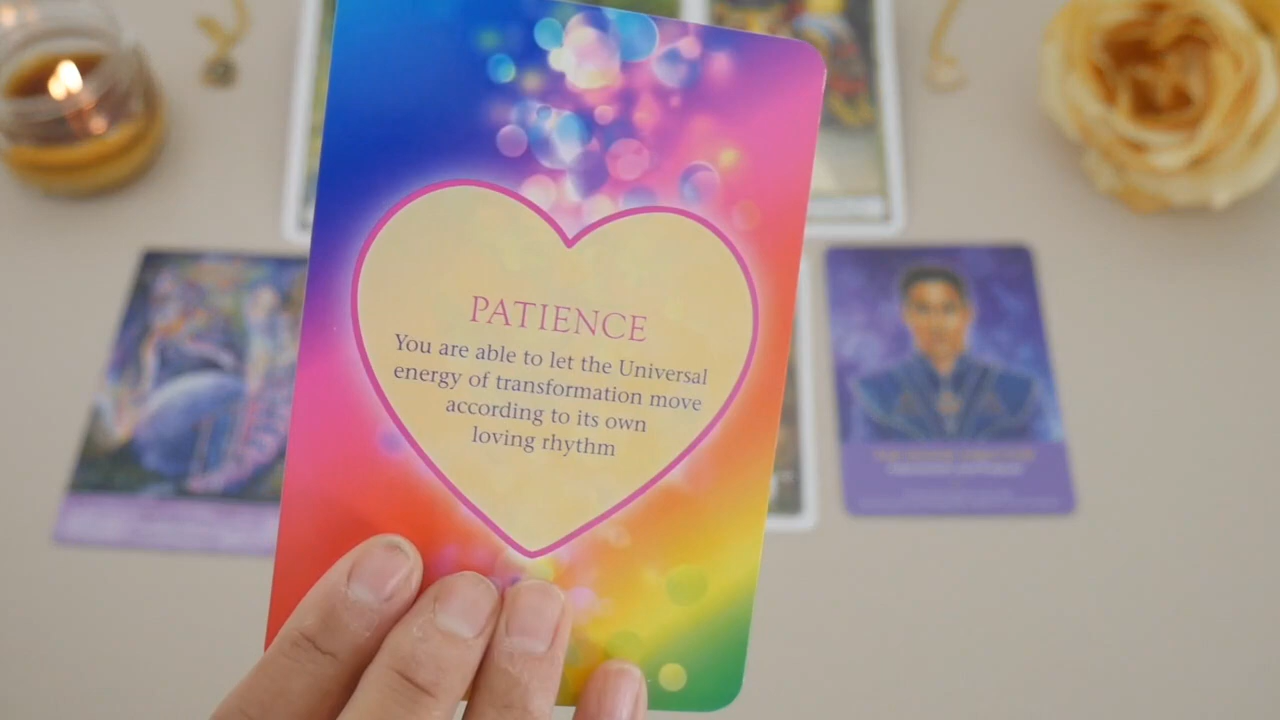 PATIENCE
You are able to let the Universal
energy of transformation move
according to its own
loving rhythm